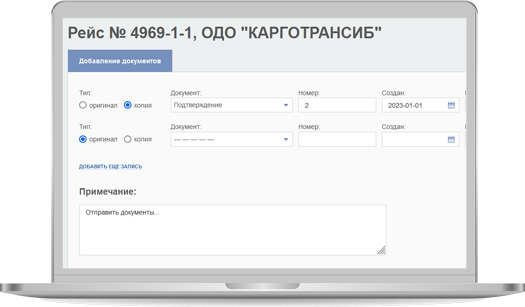 Рейс № 4969-1-1, ОДО "КАРГОТРАНСИБ"
Добавление документов
Тип: Документ: Номер: Создан:
оригинал копия Подтверждение 2 2023-01-01
Тип: Документ: Номер: Создан:
оригинал копия — — — — —
ДОБАВИТЬ ЕЩЕ ЗАПИСЬ
Примечание:
Отправить документы...